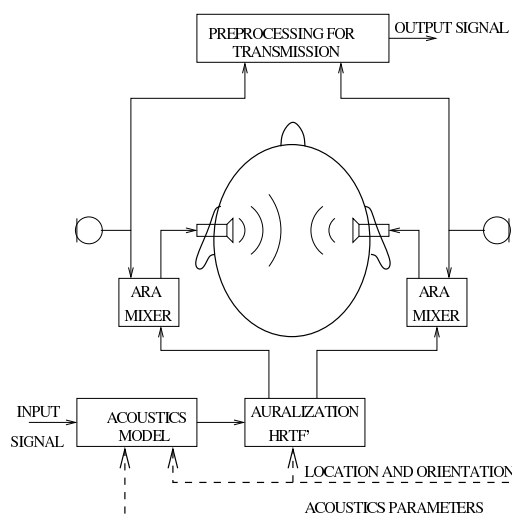 PREPROCESSING FOR
TRANSMISSION
OUTPUT SIGNAL
ARA
MIXER
ARA
MIXER
INPUT
SIGNAL
ACOUSTICS
MODEL
AURALIZATION
HRTF'
LOCATION AND ORIENTATION
ACOUSTICS PARAMETERS